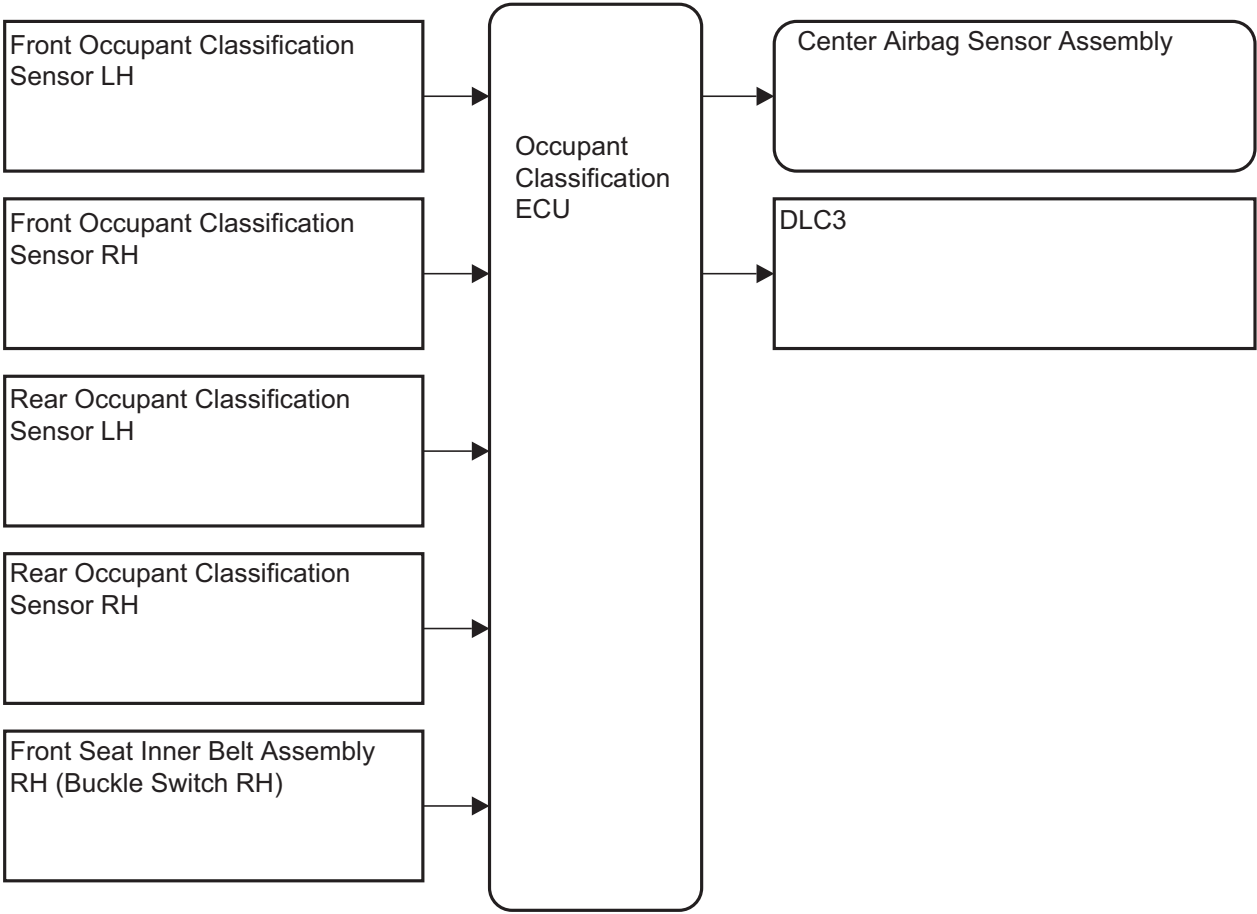 Front Occupant Classification
Sensor LH
Front Occupant Classification
Sensor RH
Rear Occupant Classification
Sensor LH
Rear Occupant Classification
Sensor RH
Front Seat Inner Belt Assembly
RH (Buckle Switch RH)
Occupant
Classification
ECU
Center Airbag Sensor Assembly
DLC3